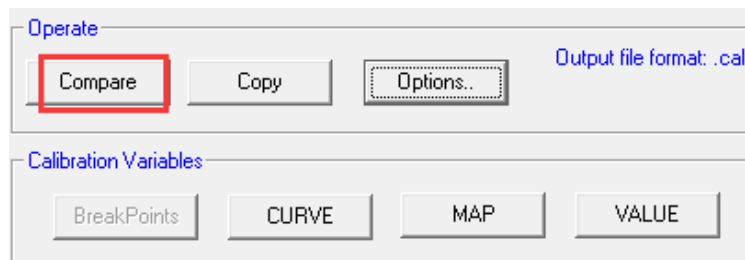 Operate
Compare Copy Options.. Output file format: .cal
Calibration Variables
BreakPoints CURVE MAP VALUE